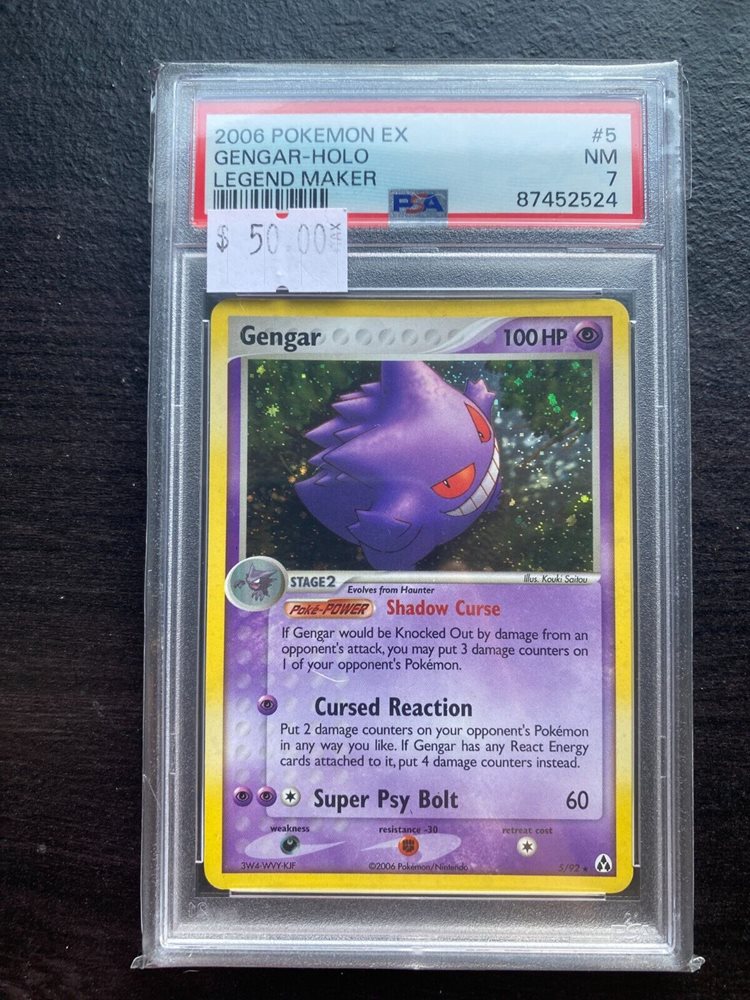 2006 POKEMON EX #5
GENGAR-HOLO NM
LEGEND MAKER 7
PSA 87452524
$ 50.00
Gengar 100 HP
Illus. Kouki Saitou
STAGE2
Evolves from Haunter
Poké-POWER Shadow Curse
If Gengar would be Knocked Out by damage from an
opponent's attack, you may put 3 damage counters on
1 of your opponent's Pokémon.
Cursed Reaction
Put 2 damage counters on your opponent's Pokémon
in any way you like. If Gengar has any React Energy
cards attached to it, put 4 damage counters instead.
Super Psy Bolt 60
weakness resistance -30 retreat cost
3W4-WVY-KJF ©2006 Pokémon/Nintendo 5/92 ★